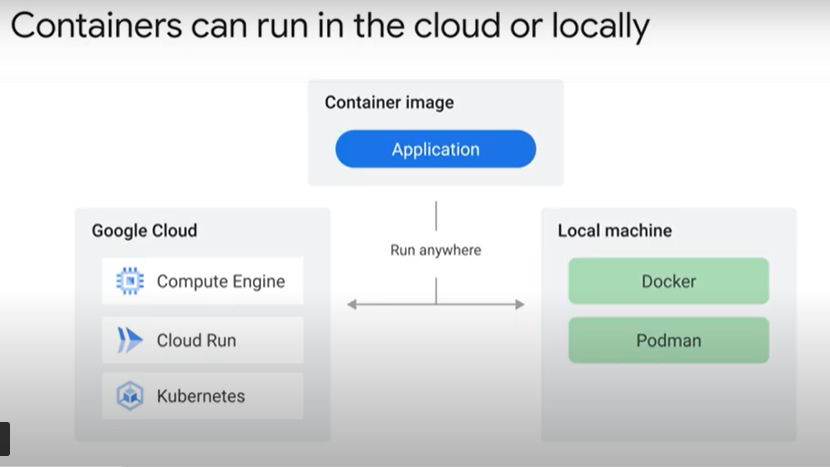 Containers can run in the cloud or locally
Container image
Application
Run anywhere
Google Cloud
Compute Engine
Cloud Run
Kubernetes
Local machine
Docker
Podman